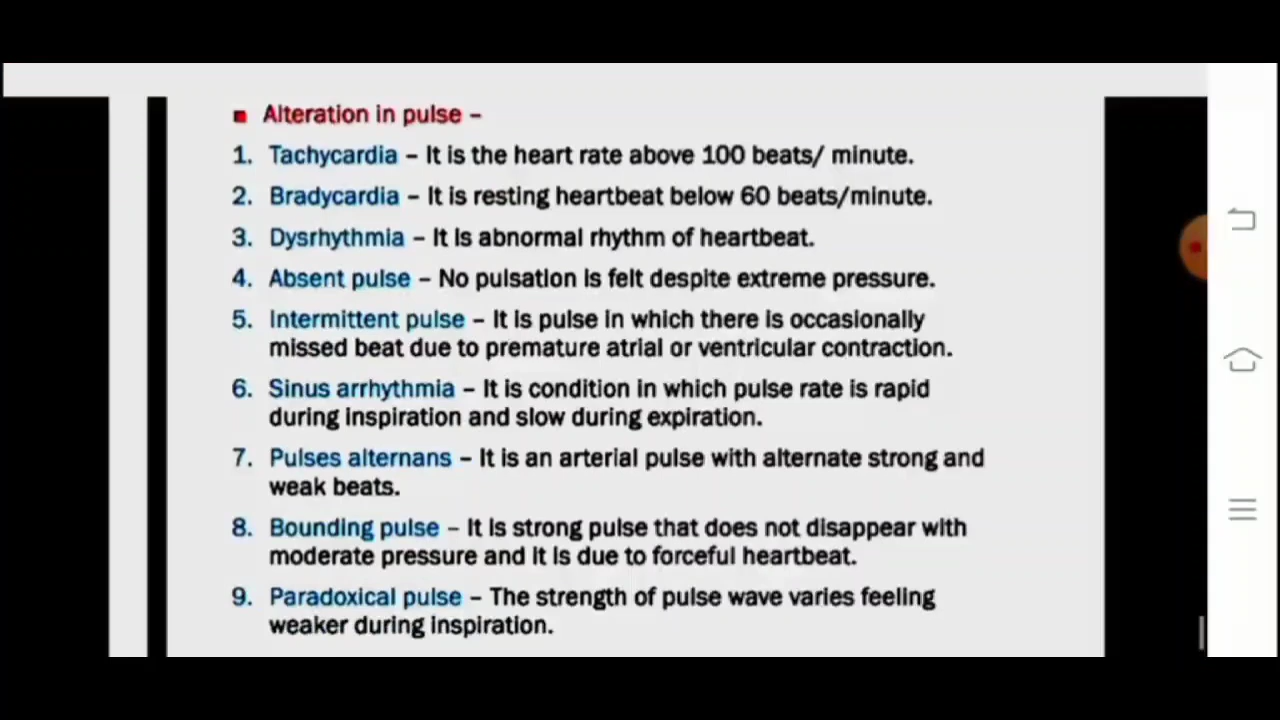 ▪ Alteration in pulse –
1. Tachycardia – It is the heart rate above 100 beats/ minute.
2. Bradycardia – It is resting heartbeat below 60 beats/minute.
3. Dysrhythmia – It is abnormal rhythm of heartbeat.
4. Absent pulse – No pulsation is felt despite extreme pressure.
5. Intermittent pulse – It is pulse in which there is occasionally
missed beat due to premature atrial or ventricular contraction.
6. Sinus arrhythmia – It is condition in which pulse rate is rapid
during inspiration and slow during expiration.
7. Pulses alternans – It is an arterial pulse with alternate strong and
weak beats.
8. Bounding pulse – It is strong pulse that does not disappear with
moderate pressure and it is due to forceful heartbeat.
9. Paradoxical pulse – The strength of pulse wave varies feeling
weaker during inspiration.